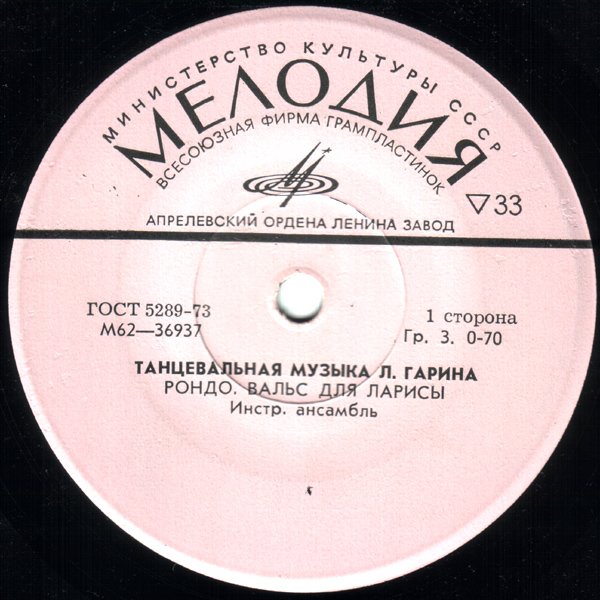 МИНИСТЕРСТВО КУЛЬТУРЫ СССР
МЕЛОДИЯ
ВСЕСОЮЗНАЯ ФИРМА ГРАМПЛАСТИНОК
▽33
АПРЕЛЕВСКИЙ ОРДЕНА ЛЕНИНА ЗАВОД
ГОСТ 5289-73
М62—36937
1 сторона
Гр. 3. 0-70
ТАНЦЕВАЛЬНАЯ МУЗЫКА Л. ГАРИНА
РОНДО. ВАЛЬС ДЛЯ ЛАРИСЫ
Инстр. ансамбль